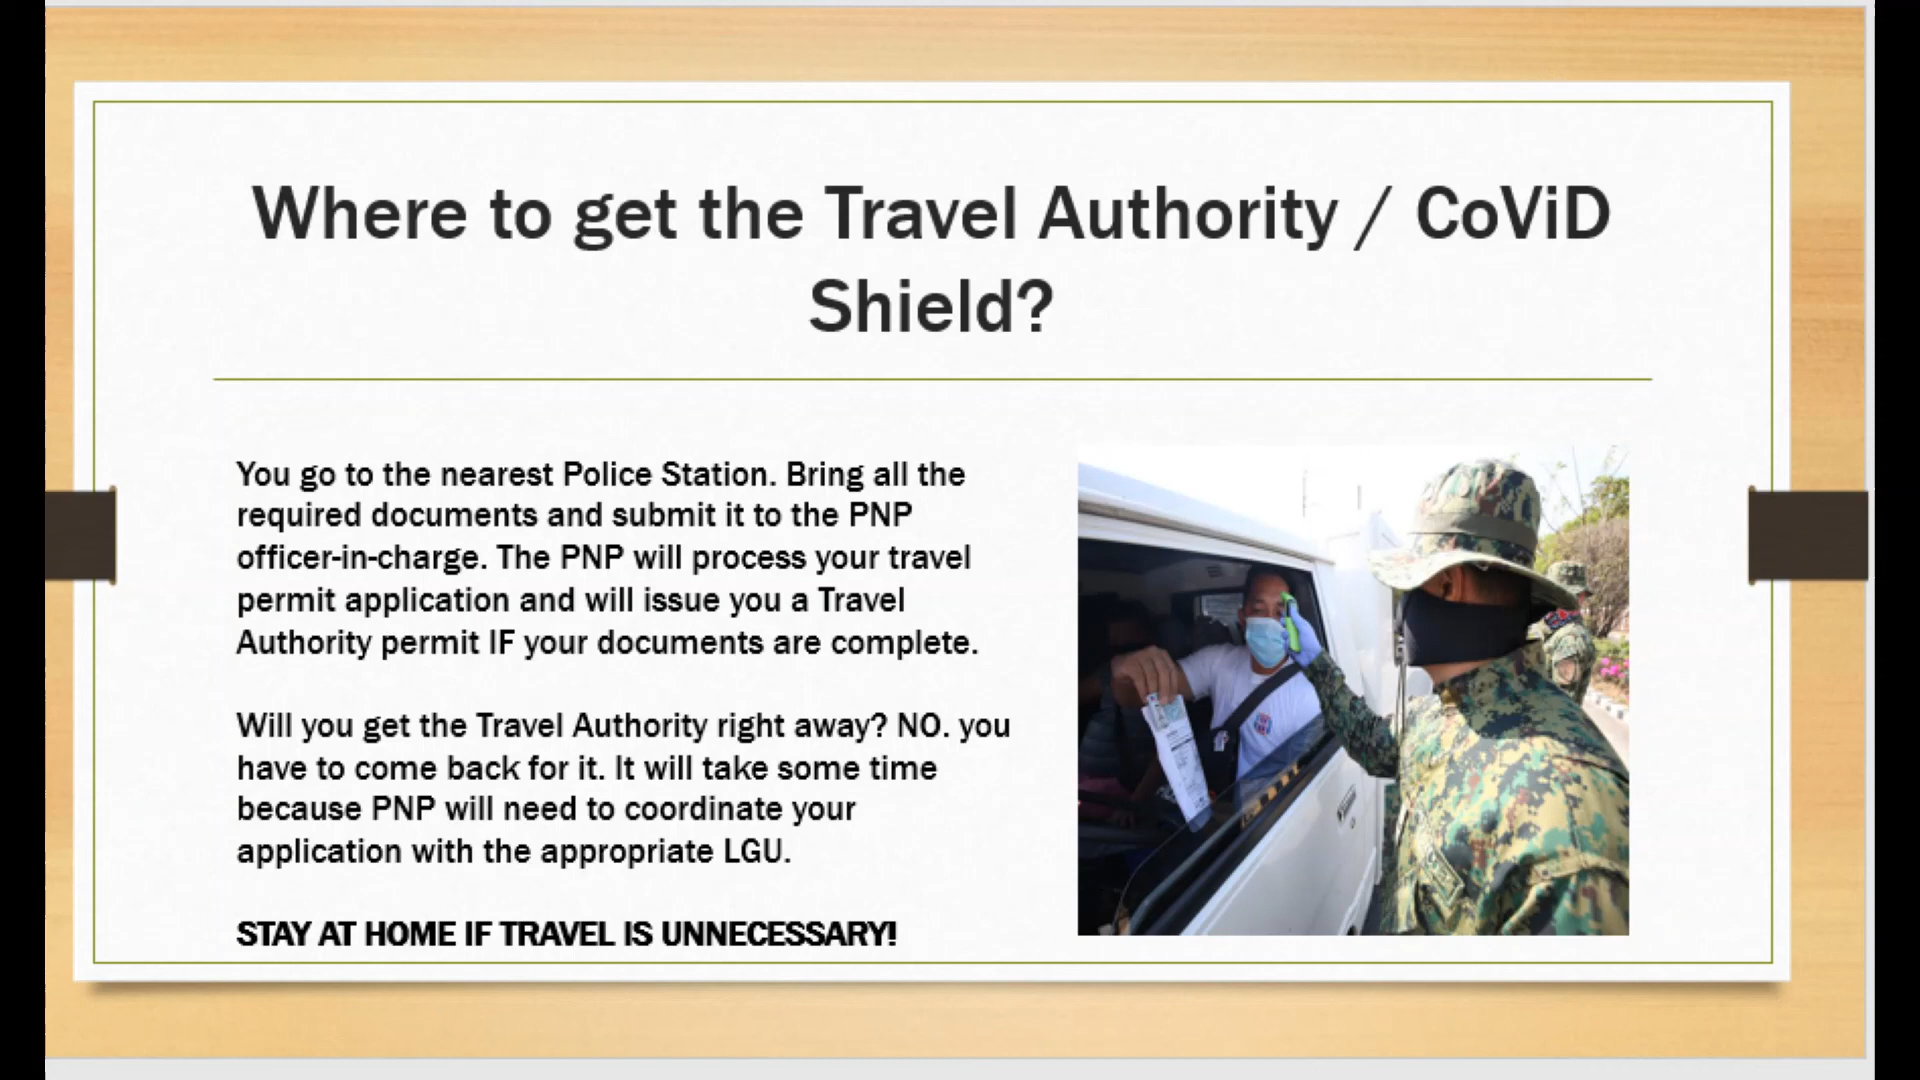 Where to get the Travel Authority / CoViD
Shield?
You go to the nearest Police Station. Bring all the
required documents and submit it to the PNP
officer-in-charge. The PNP will process your travel
permit application and will issue you a Travel
Authority permit IF your documents are complete.
Will you get the Travel Authority right away? NO. you
have to come back for it. It will take some time
because PNP will need to coordinate your
application with the appropriate LGU.
STAY AT HOME IF TRAVEL IS UNNECESSARY!